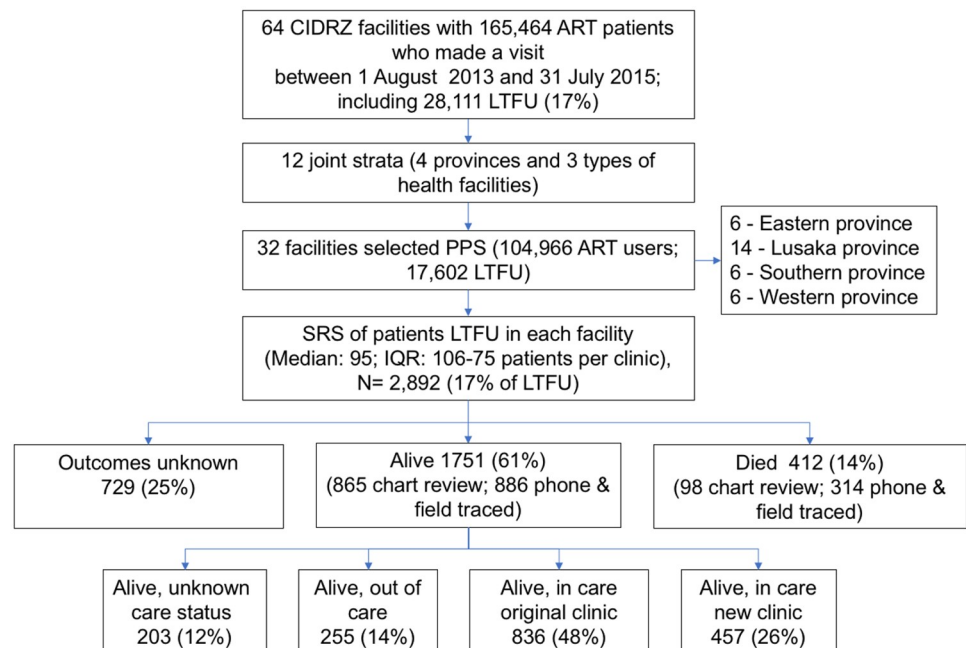 64 CIDRZ facilities with 165,464 ART patients
who made a visit
between 1 August 2013 and 31 July 2015;
including 28,111 LTFU (17%)
12 joint strata (4 provinces and 3 types of
health facilities)
32 facilities selected PPS (104,966 ART users;
17,602 LTFU)
6 - Eastern province
14 - Lusaka province
6 - Southern province
6 - Western province
SRS of patients LTFU in each facility
(Median: 95; IQR: 106-75 patients per clinic),
N= 2,892 (17% of LTFU)
Outcomes unknown
729 (25%)
Alive 1751 (61%)
(865 chart review; 886 phone &
field traced)
Died 412 (14%)
(98 chart review; 314 phone &
field traced)
Alive, unknown
care status
203 (12%)
Alive, out of
care
255 (14%)
Alive, in care
original clinic
836 (48%)
Alive, in care
new clinic
457 (26%)